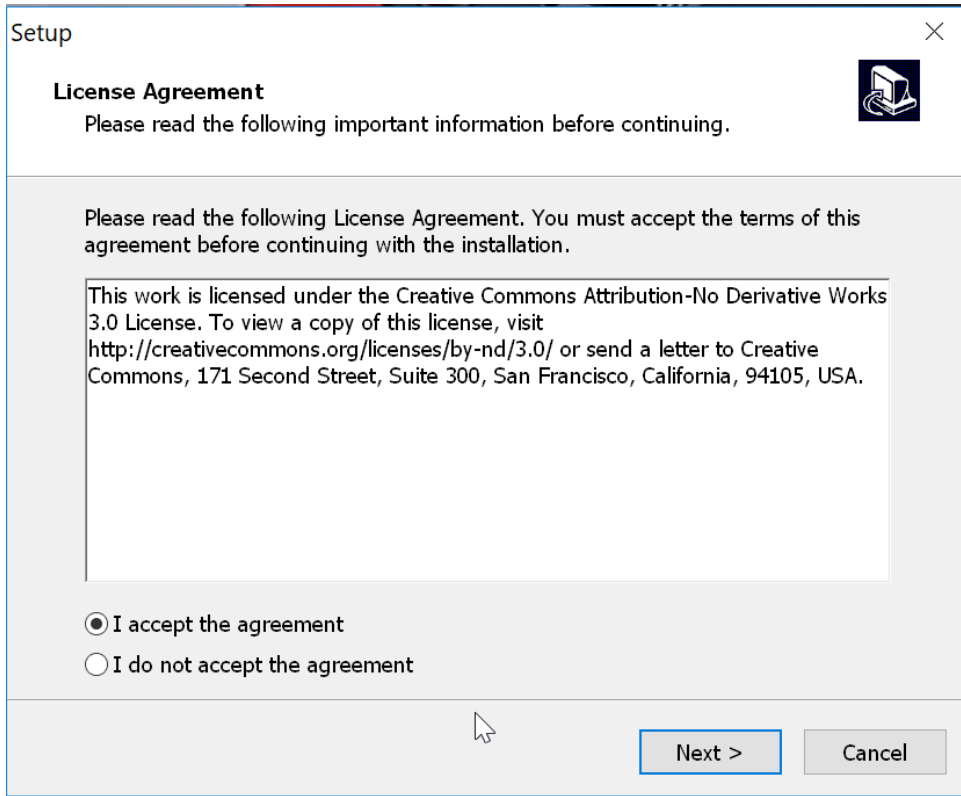 Setup
License Agreement
Please read the following important information before continuing.
Please read the following License Agreement. You must accept the terms of this
agreement before continuing with the installation.
This work is licensed under the Creative Commons Attribution-No Derivative Works
3.0 License. To view a copy of this license, visit
http://creativecommons.org/licenses/by-nd/3.0/ or send a letter to Creative
Commons, 171 Second Street, Suite 300, San Francisco, California, 94105, USA.
I accept the agreement
I do not accept the agreement
Next >
Cancel